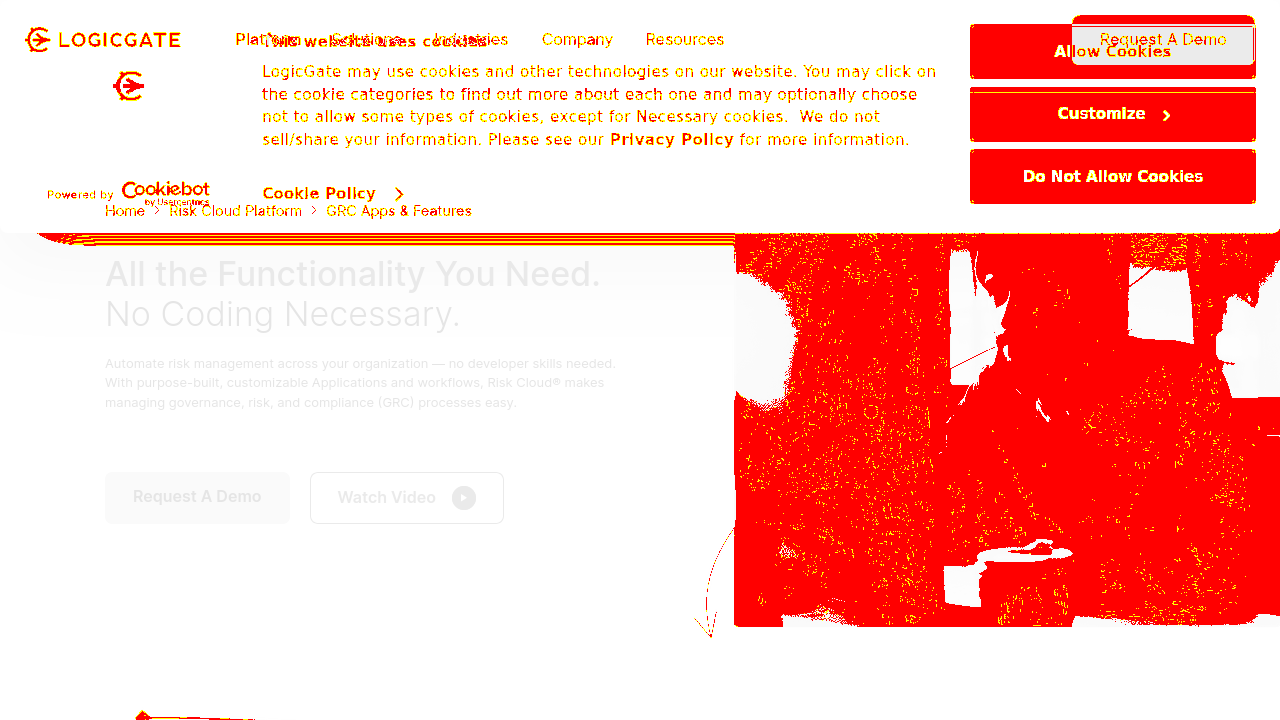 LOGICGATE
Platform Solutions Industries Company Resources
Request A Demo
This website uses cookies
LogicGate may use cookies and other technologies on our website. You may click on
the cookie categories to find out more about each one and may optionally choose
not to allow some types of cookies, except for Necessary cookies. We do not
sell/share your information. Please see our Privacy Policy for more information.
Cookie Policy
Powered by Cookiebot
by Usercentrics
Allow Cookies
Customize
Do Not Allow Cookies
Home > Risk Cloud Platform > GRC Apps & Features
All the Functionality You Need.
No Coding Necessary.
Automate risk management across your organization — no developer skills needed.
With purpose-built, customizable Applications and workflows, Risk Cloud® makes
managing governance, risk, and compliance (GRC) processes easy.
Request A Demo
Watch Video